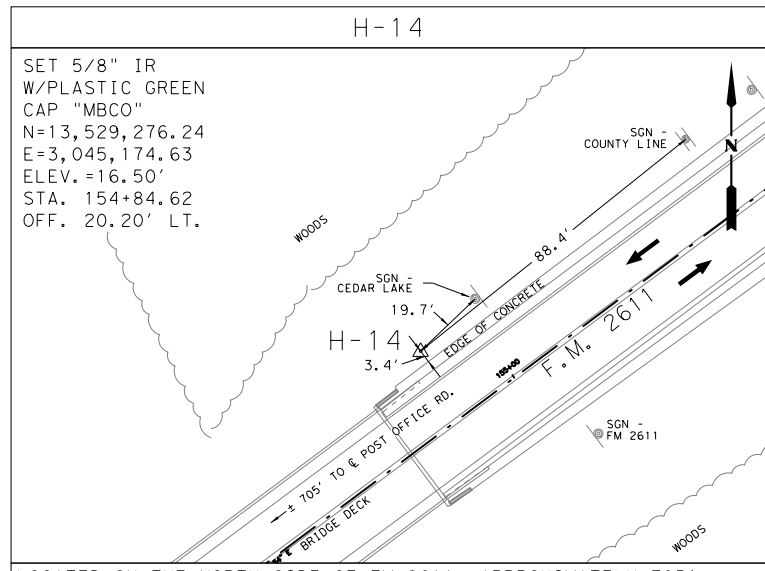 H-14
SET 5/8" IR
W/PLASTIC GREEN
CAP "MBCO"
N=13,529,276.24
E=3,045,174.63
ELEV.=16.50'
STA. 154+84.62
OFF. 20.20' LT.
SGN -
COUNTY LINE
N
WOODS
88.4'
SGN -
CEDAR LAKE
19.7'
EDGE OF CONCRETE
H-14
3.4'
155+00
F.M. 2611
± 705' TO ℄ POST OFFICE RD.
SGN -
FM 2611
BRIDGE DECK
WOODS